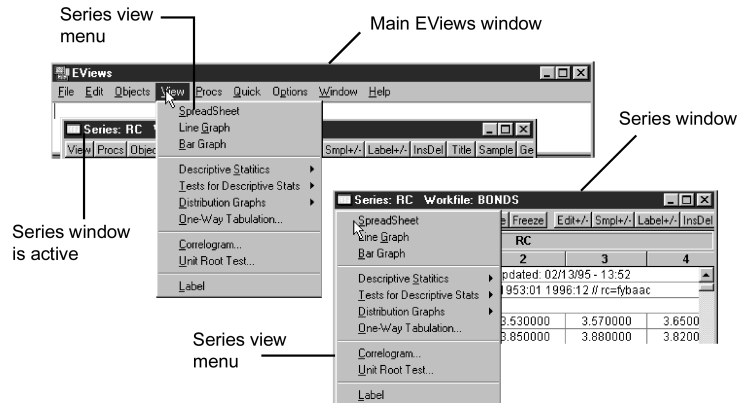 Series view
menu
Main EViews window
EViews
File Edit Objects View Procs Quick Options Window Help
SpreadSheet
Line Graph
Bar Graph
Descriptive Statitics
Tests for Descriptive Stats
Distribution Graphs
One-Way Tabulation...
Correlogram...
Unit Root Test...
Label
Series: RC
View Procs Smpl+/- Label+/- InsDel Title Sample
Series window
is active
Series window
Series: RC Workfile: BONDS
Freeze Edit+/- Smpl+/- Label+/- InsDel
SpreadSheet
Line Graph
Bar Graph
Descriptive Statitics
Tests for Descriptive Stats
Distribution Graphs
One-Way Tabulation...
Correlogram...
Unit Root Test...
Label
RC
2 3 4
02/13/95 - 13:52
1953:01 1996:12 // rc=fybaac
3.530000 3.570000 3.6500
3.850000 3.880000 3.8200
Series view
menu